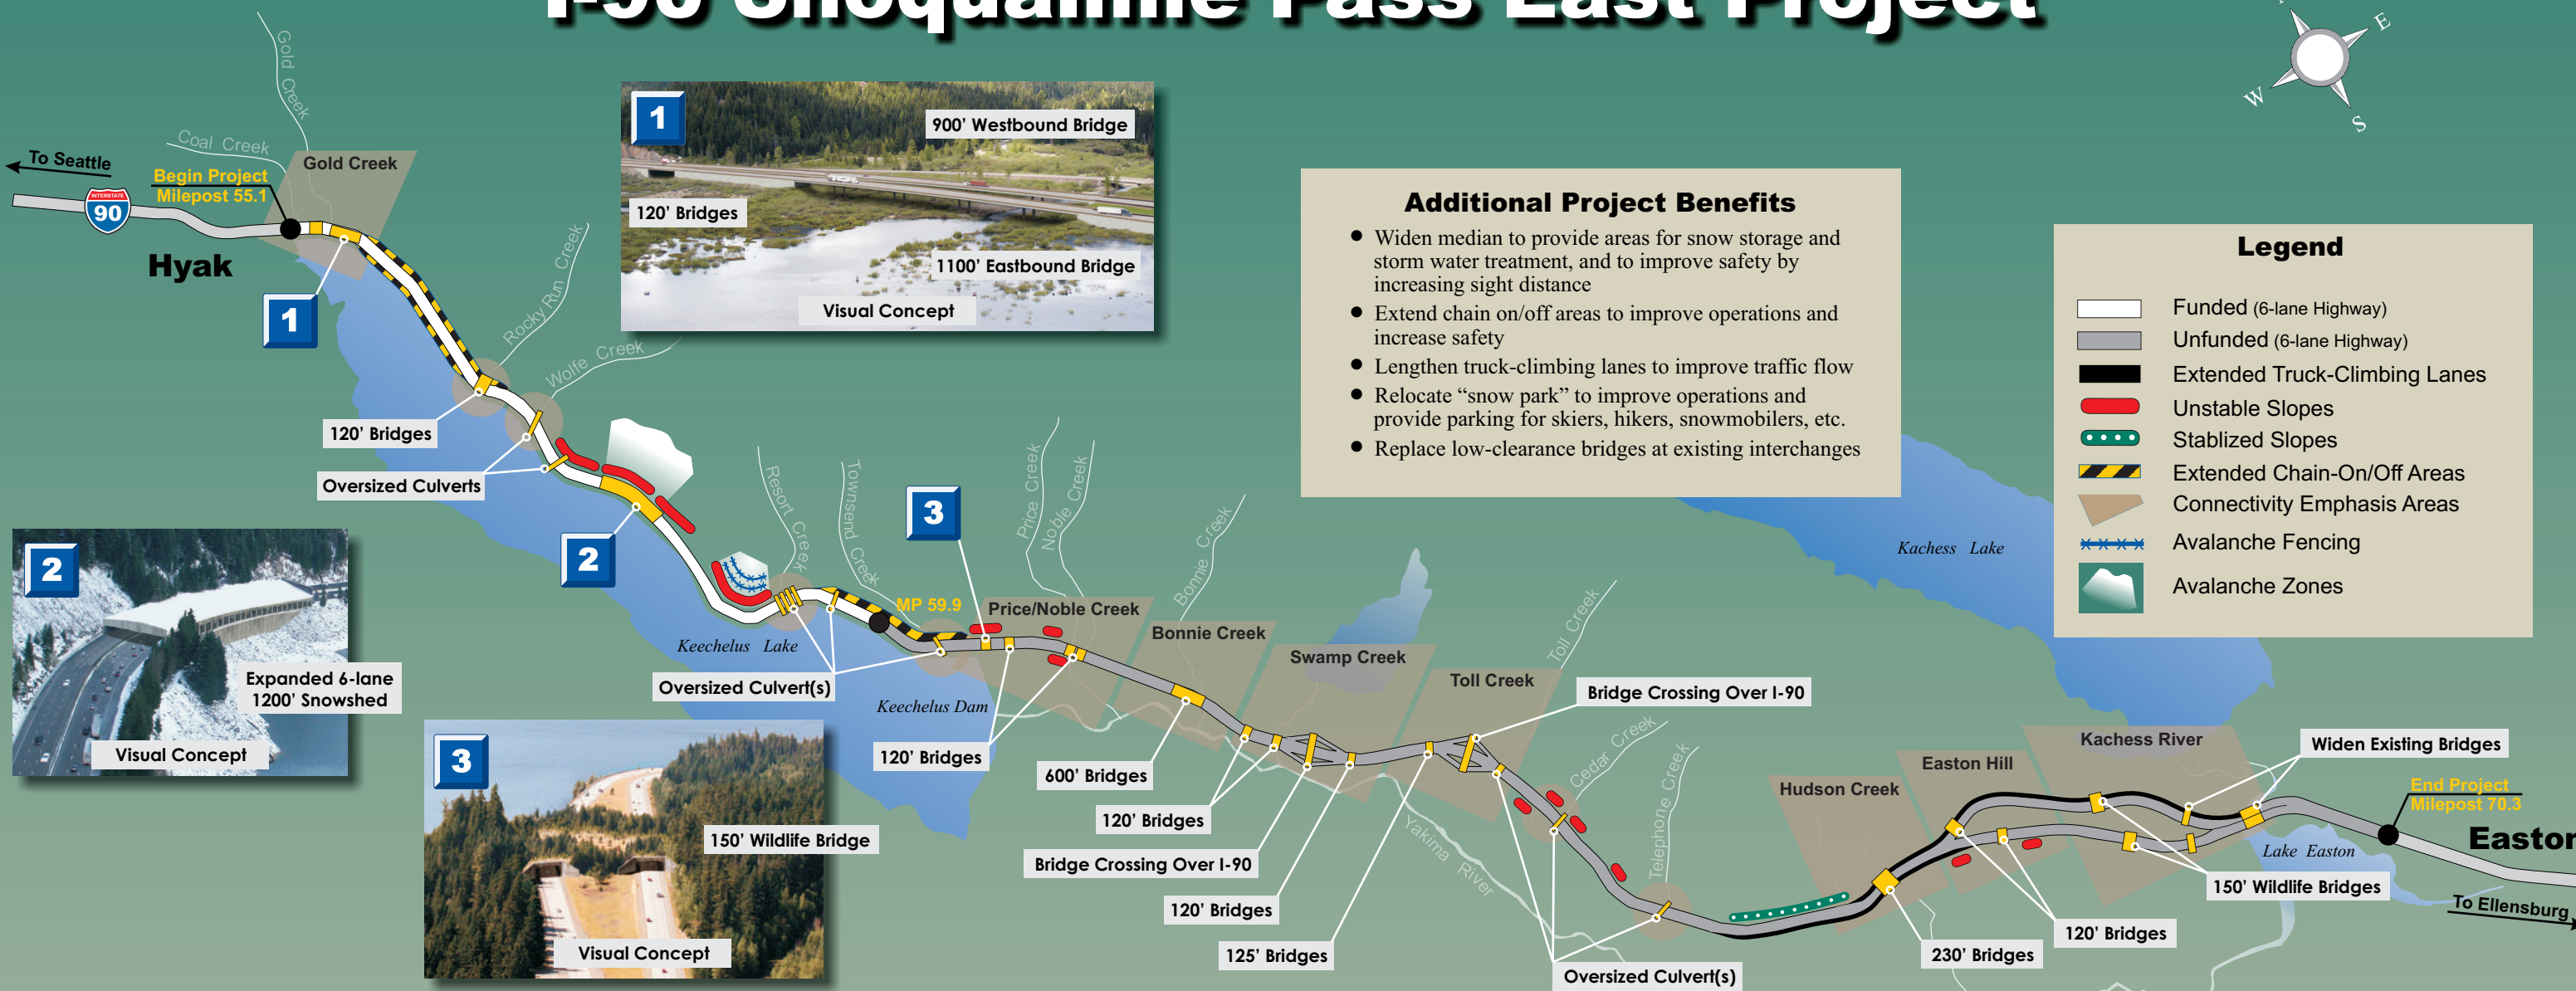 I-90 Snoqualmie Pass East Project
E
W
S
Gold Creek
Coal Creek
To Seattle
Begin Project
Milepost 55.1
Gold Creek
INTERSTATE
90
Hyak
1
Rocky Run Creek
Wolfe Creek
120’ Bridges
Oversized Culverts
2
1
900’ Westbound Bridge
120’ Bridges
1100’ Eastbound Bridge
Visual Concept
Additional Project Benefits
● Widen median to provide areas for snow storage and
storm water treatment, and to improve safety by
increasing sight distance
● Extend chain on/off areas to improve operations and
increase safety
● Lengthen truck-climbing lanes to improve traffic flow
● Relocate “snow park” to improve operations and
provide parking for skiers, hikers, snowmobilers, etc.
● Replace low-clearance bridges at existing interchanges
Legend
Funded (6-lane Highway)
Unfunded (6-lane Highway)
Extended Truck-Climbing Lanes
Unstable Slopes
Stablized Slopes
Extended Chain-On/Off Areas
Connectivity Emphasis Areas
Avalanche Fencing
Avalanche Zones
2
Expanded 6-lane
1200’ Snowshed
Visual Concept
Resort Creek
Townsend Creek
3
MP 59.9
Price Creek
Noble Creek
Price/Noble Creek
Bonnie Creek
Bonnie Creek
Swamp Creek
Toll Creek
Toll Creek
Kachess Lake
Keechelus Lake
Oversized Culvert(s)
Keechelus Dam
120’ Bridges
600’ Bridges
120’ Bridges
Bridge Crossing Over I-90
120’ Bridges
125’ Bridges
Bridge Crossing Over I-90
Cedar Creek
Telephone Creek
Yakima River
Oversized Culvert(s)
3
150’ Wildlife Bridge
Visual Concept
Hudson Creek
Easton Hill
Kachess River
Widen Existing Bridges
End Project
Milepost 70.3
Easton
Lake Easton
150’ Wildlife Bridges
To Ellensburg
120’ Bridges
230’ Bridges